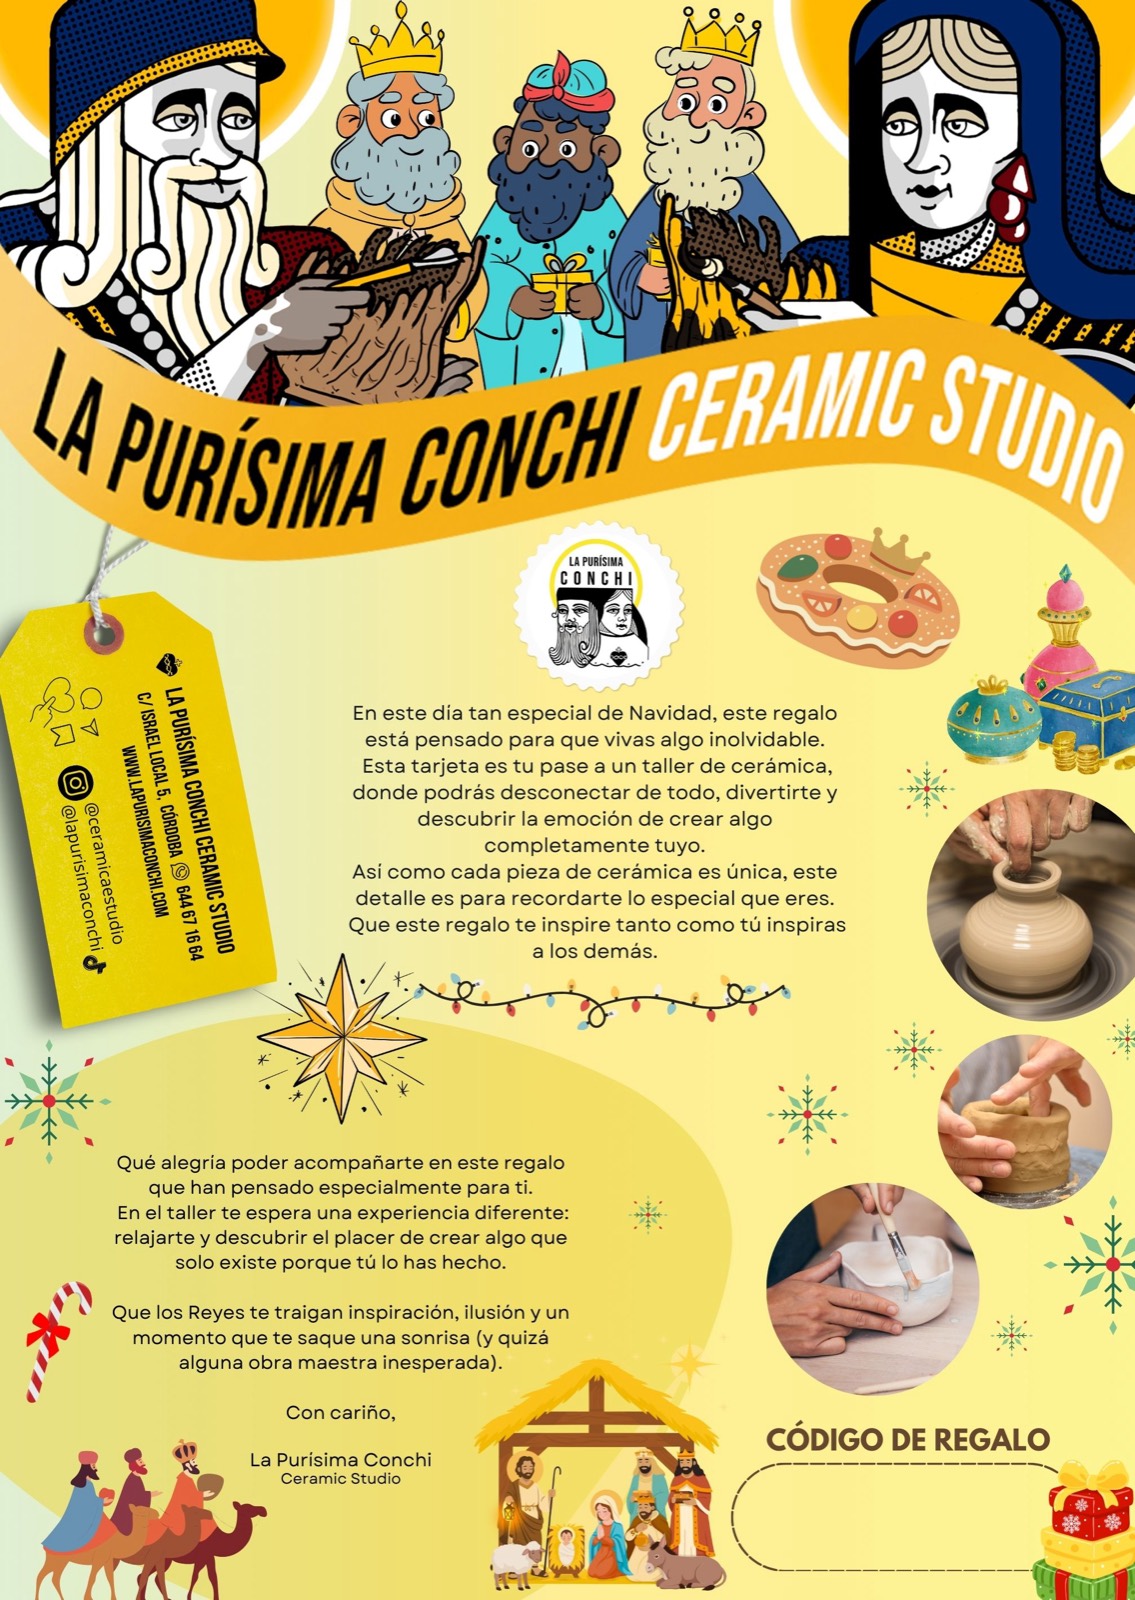 LA PURÍSIMA CONCHI CERAMIC STUDIO
LA PURÍSIMA
CONCHI
LA PURÍSIMA CONCHI CERAMIC STUDIO
C/ ISRAEL LOCAL 5, CÓRDOBA 644 67 16 64
WWW.LAPURISIMACONCHI.COM
@ceramicaestudio
@lapurisimaconchi
En este día tan especial de Navidad, este regalo
está pensado para que vivas algo inolvidable.
Esta tarjeta es tu pase a un taller de cerámica,
donde podrás desconectar de todo, divertirte y
descubrir la emoción de crear algo
completamente tuyo.
Así como cada pieza de cerámica es única, este
detalle es para recordarte lo especial que eres.
Que este regalo te inspire tanto como tú inspiras
a los demás.
Qué alegría poder acompañarte en este regalo
que han pensado especialmente para ti.
En el taller te espera una experiencia diferente:
relajarte y descubrir el placer de crear algo que
solo existe porque tú lo has hecho.
Que los Reyes te traigan inspiración, ilusión y un
momento que te saque una sonrisa (y quizá
alguna obra maestra inesperada).
Con cariño,
La Purísima Conchi
Ceramic Studio
CÓDIGO DE REGALO